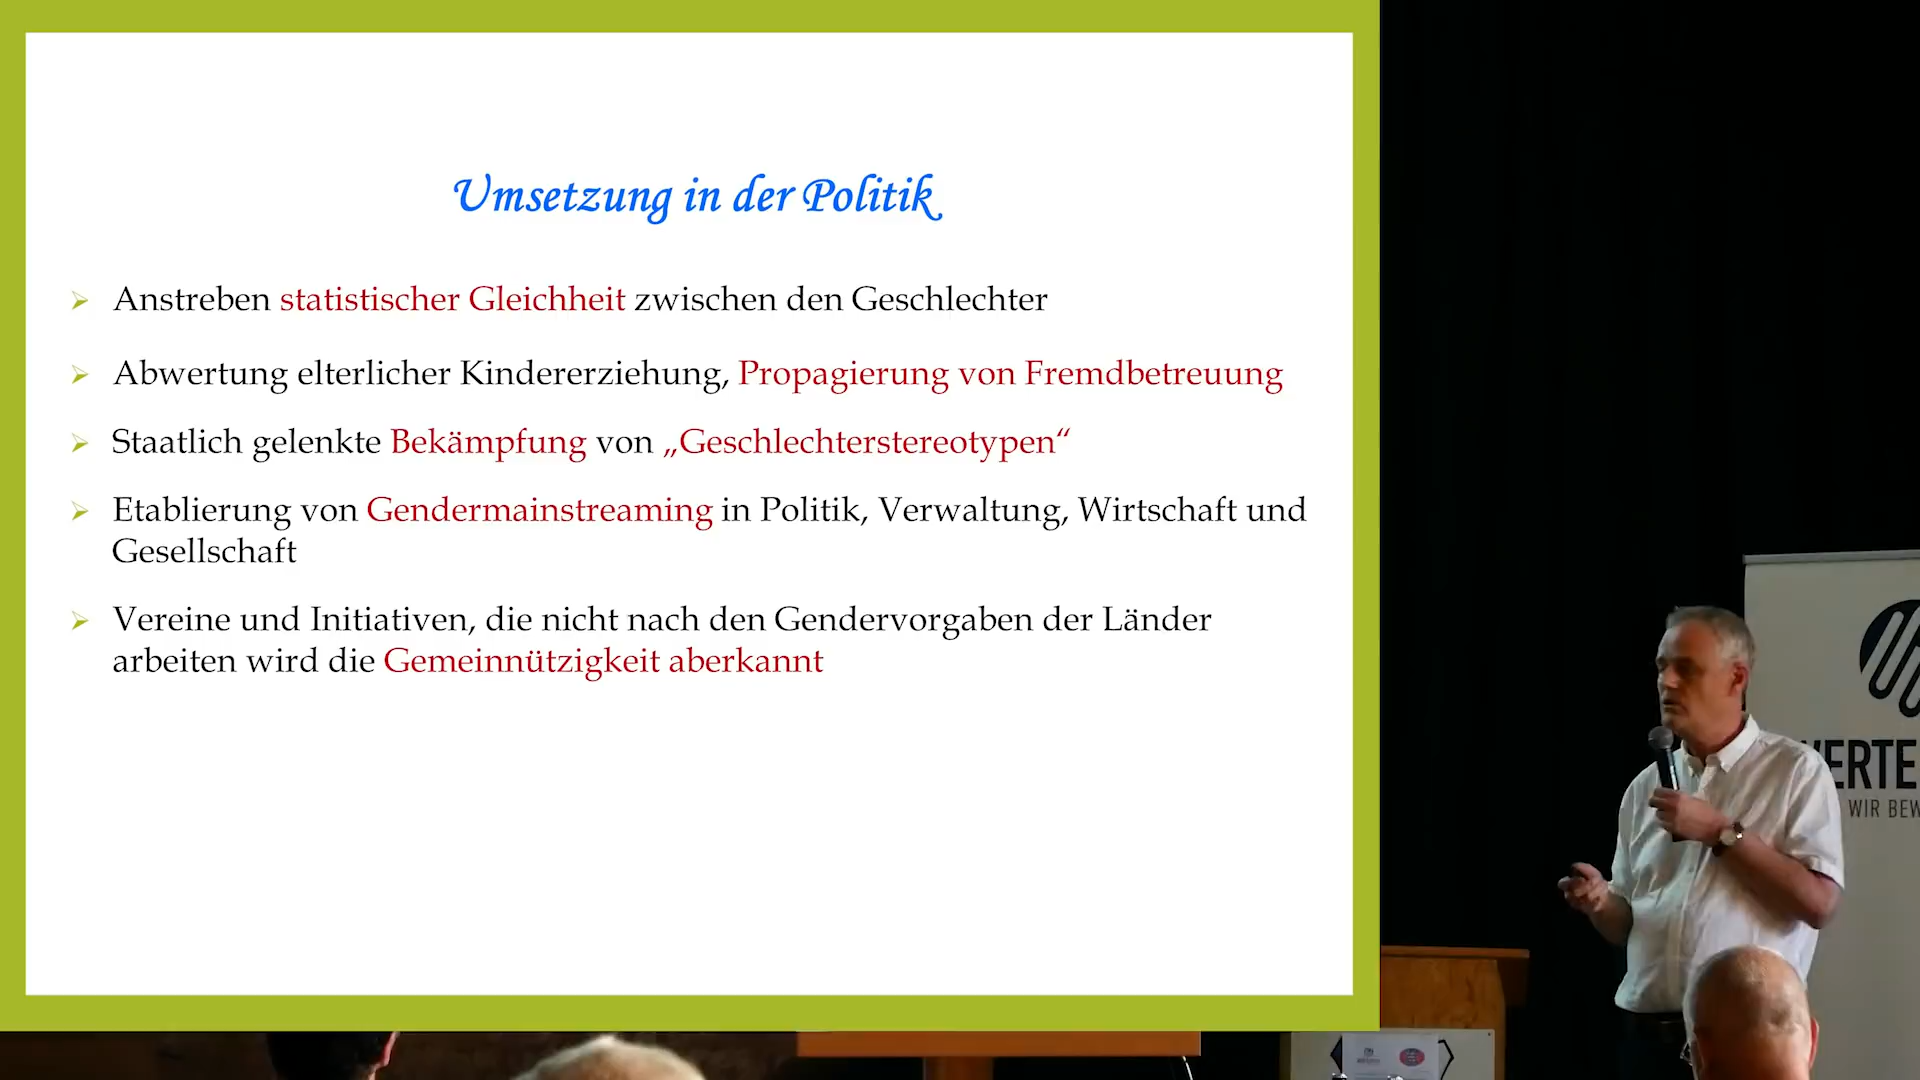 Umsetzung in der Politik
Anstreben statistischer Gleichheit zwischen den Geschlechter
Abwertung elterlicher Kindererziehung, Propagierung von Fremdbetreuung
Staatlich gelenkte Bekämpfung von „Geschlechterstereotypen“
Etablierung von Gendermainstreaming in Politik, Verwaltung, Wirtschaft und
Gesellschaft
Vereine und Initiativen, die nicht nach den Gendervorgaben der Länder
arbeiten wird die Gemeinnützigkeit aberkannt
WERTE
WIR BEW